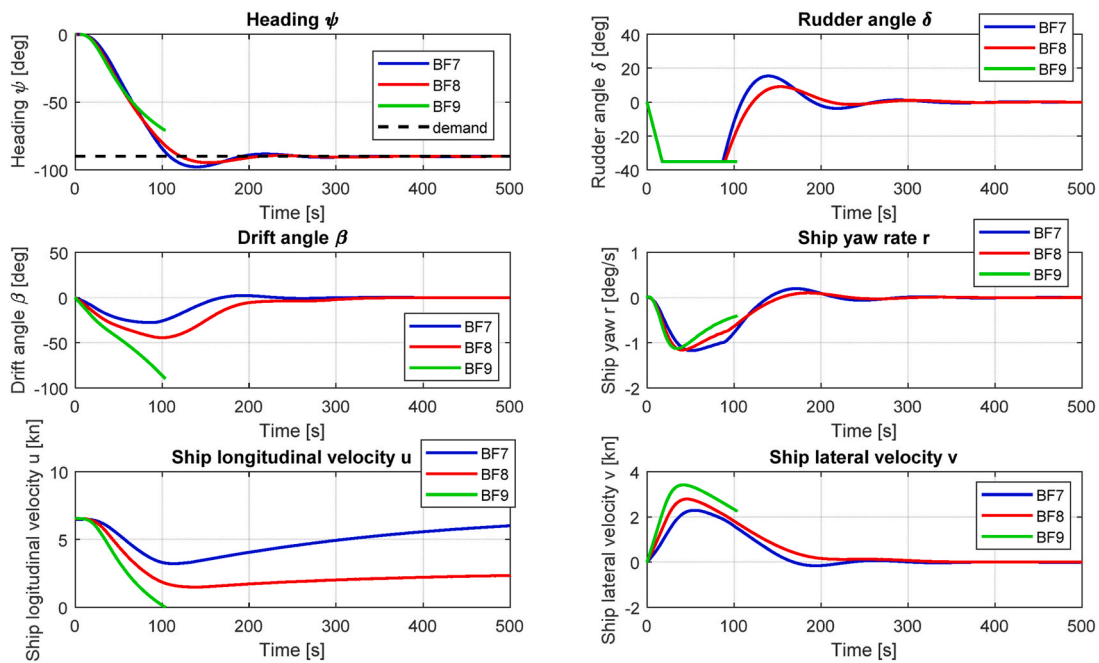 Heading ψ
Heading ψ [deg]
0
-50
-100
0 100 200 300 400 500
Time [s]
BF7
BF8
BF9
demand
Rudder angle δ
Rudder angle δ [deg]
40
20
0
-20
-40
0 100 200 300 400 500
Time [s]
BF7
BF8
BF9
Drift angle β
Drift angle β [deg]
50
0
-50
-100
0 100 200 300 400 500
Time [s]
BF7
BF8
BF9
Ship yaw rate r
Ship yaw r [deg/s]
1
0
-1
-2
0 100 200 300 400 500
Time [s]
BF7
BF8
BF9
Ship longitudinal velocity u
Ship logitudinal velocity u [kn]
10
5
0
0 100 200 300 400 500
Time [s]
BF7
BF8
BF9
Ship lateral velocity v
Ship lateral velocity v [kn]
4
2
0
-2
0 100 200 300 400 500
Time [s]
BF7
BF8
BF9